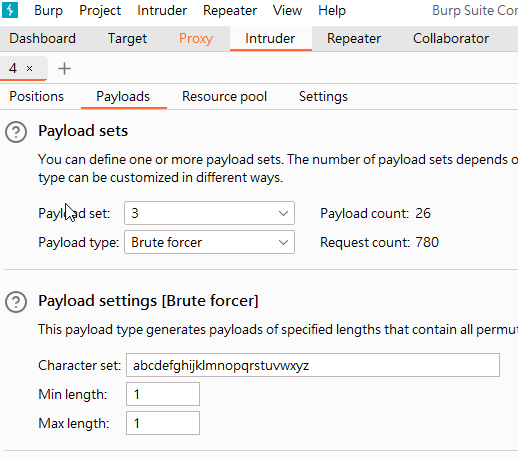 Burp Project Intruder Repeater View Help Burp Suite Con
Dashboard Target Proxy Intruder Repeater Collaborator
4 × +
Positions Payloads Resource pool Settings
? Payload sets
You can define one or more payload sets. The number of payload sets depends o
type can be customized in different ways.
Payload set: 3 Payload count: 26
Payload type: Brute forcer Request count: 780
? Payload settings [Brute forcer]
This payload type generates payloads of specified lengths that contain all permut
Character set: abcdefghijklmnopqrstuvwxyz
Min length: 1
Max length: 1